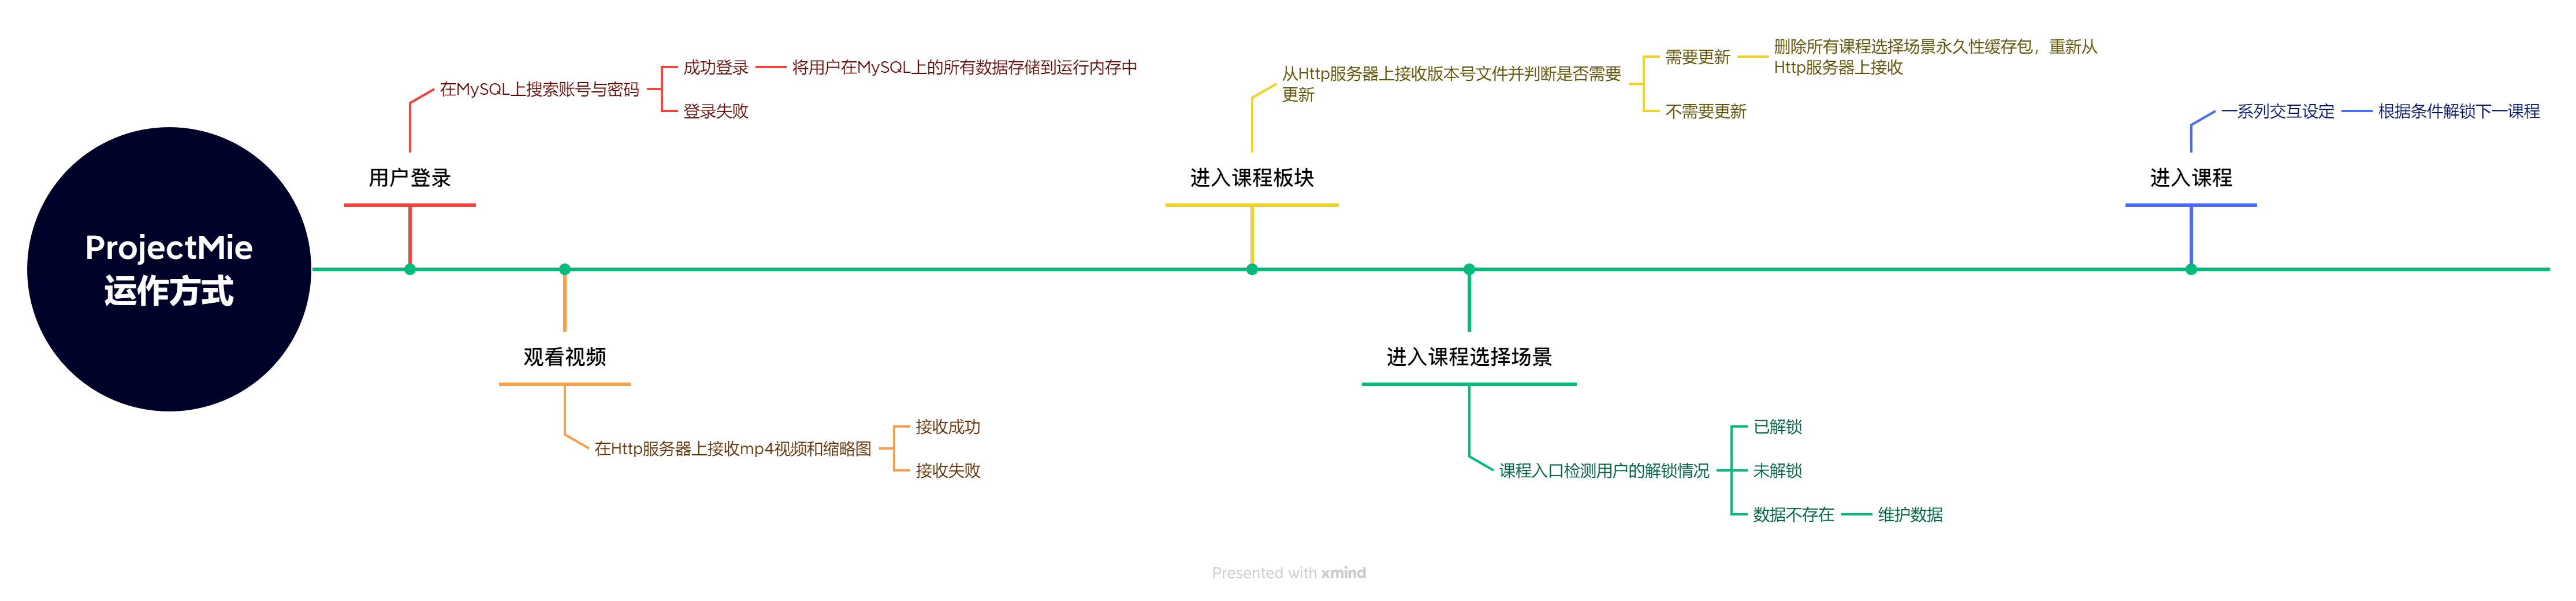 ProjectMie
运作方式
用户登录
在MySQL上搜索账号与密码
成功登录
将用户在MySQL上的所有数据存储到运行内存中
登录失败
观看视频
在Http服务器上接收mp4视频和缩略图
接收成功
接收失败
进入课程板块
从Http服务器上接收版本号文件并判断是否需要
更新
需要更新
删除所有课程选择场景永久性缓存包，重新从
Http服务器上接收
不需要更新
进入课程选择场景
课程入口检测用户的解锁情况
已解锁
未解锁
数据不存在
维护数据
进入课程
一系列交互设定
根据条件解锁下一课程
Presented with xmind